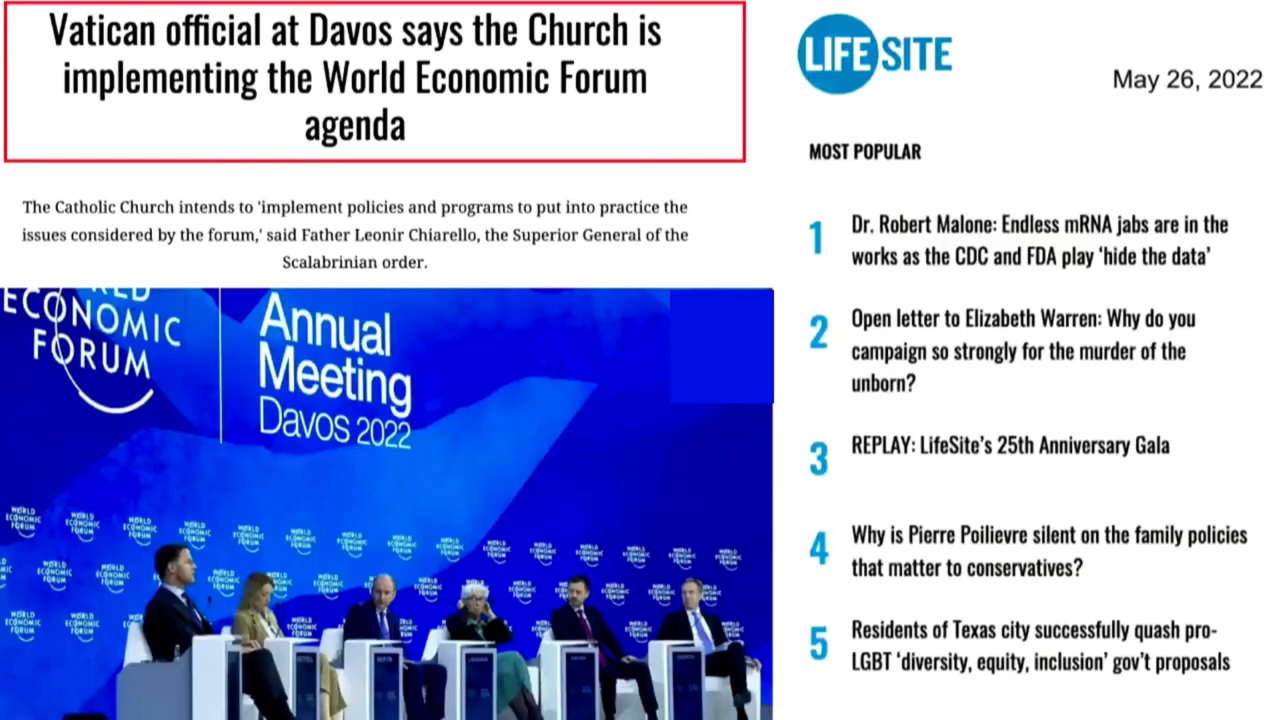 Vatican official at Davos says the Church is
implementing the World Economic Forum
agenda
The Catholic Church intends to 'implement policies and programs to put into practice the
issues considered by the forum,' said Father Leonir Chiarello, the Superior General of the
Scalabrinian order.
ECONOMIC
FORUM
Annual
Meeting
Davos 2022
WORLD
ECONOMIC
FORUM
LIFE SITE
May 26, 2022
MOST POPULAR
1 Dr. Robert Malone: Endless mRNA jabs are in the
works as the CDC and FDA play 'hide the data'
2 Open letter to Elizabeth Warren: Why do you
campaign so strongly for the murder of the
unborn?
3 REPLAY: LifeSite's 25th Anniversary Gala
4 Why is Pierre Poilievre silent on the family policies
that matter to conservatives?
5 Residents of Texas city successfully quash pro-
LGBT 'diversity, equity, inclusion' gov't proposals